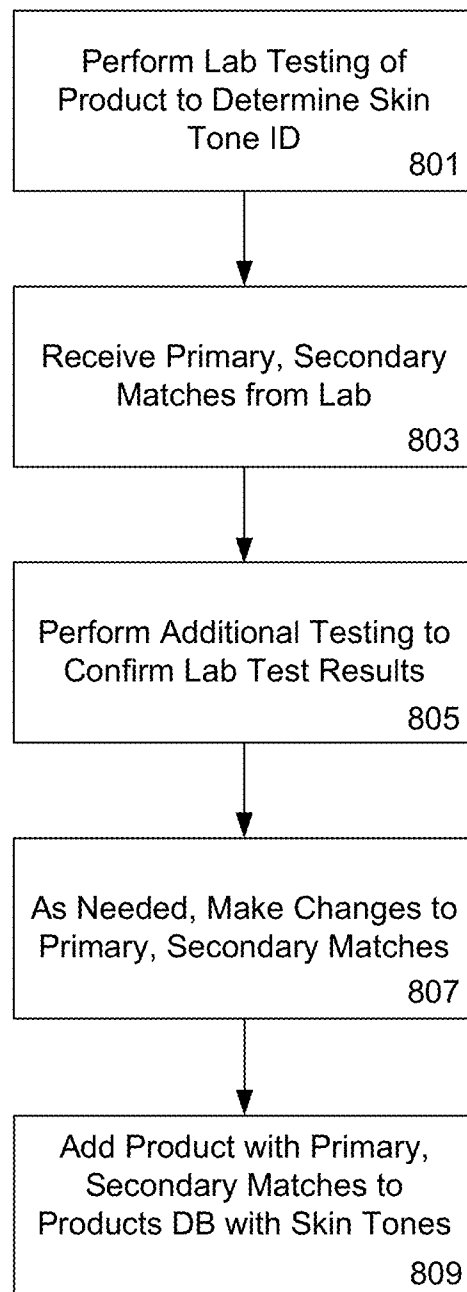 Perform Lab Testing of
Product to Determine Skin
Tone ID
801
Receive Primary, Secondary
Matches from Lab
803
Perform Additional Testing to
Confirm Lab Test Results
805
As Needed, Make Changes to
Primary, Secondary Matches
807
Add Product with Primary,
Secondary Matches to
Products DB with Skin Tones
809